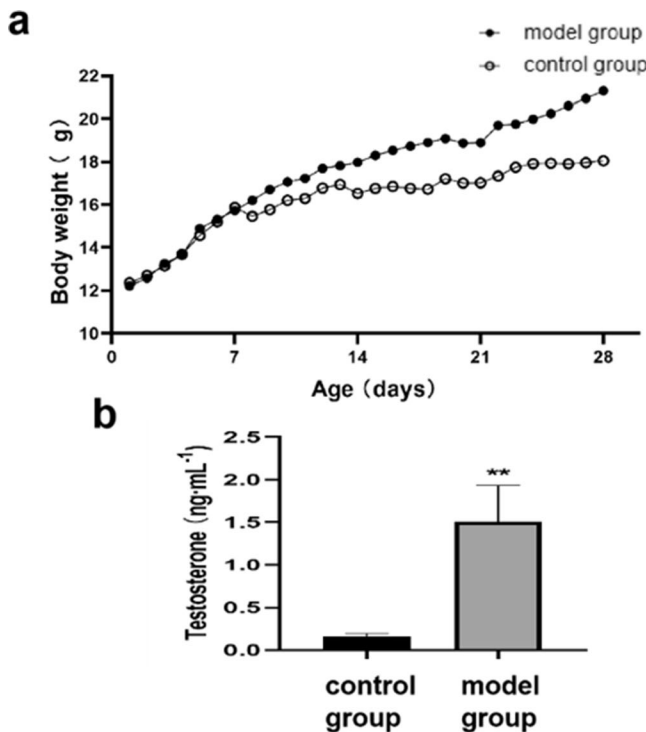 a
model group
control group
22
20
18
16
14
12
10
Body weight ( g)
0 7 14 21 28
Age (days)
b
2.5
2.0
1.5
1.0
0.5
0.0
Testosterone (ng·mL⁻¹)
**
control group
model group